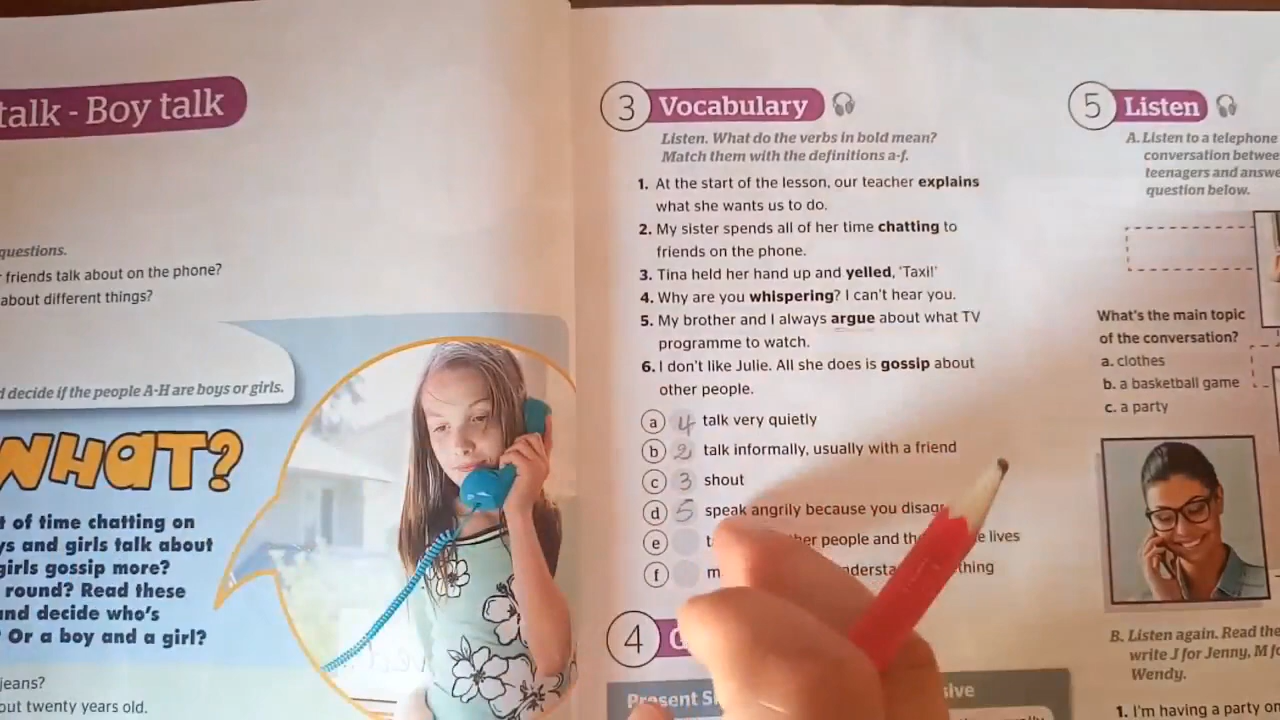 talk - Boy talk
questions.
friends talk about on the phone?
about different things?
decide if the people A-H are boys or girls.
WHAT?
of time chatting on
and girls talk about
girls gossip more?
round? Read these
and decide who's
Or a boy and a girl?
jeans?
out twenty years old.
3 Vocabulary
Listen. What do the verbs in bold mean?
Match them with the definitions a-f.
1. At the start of the lesson, our teacher explains
what she wants us to do.
2. My sister spends all of her time chatting to
friends on the phone.
3. Tina held her hand up and yelled, 'Taxi!'
4. Why are you whispering? I can't hear you.
5. My brother and I always argue about what TV
programme to watch.
6. I don't like Julie. All she does is gossip about
other people.
a 4 talk very quietly
b 2 talk informally, usually with a friend
c 3 shout
d 5 speak angrily because you
e people and lives
f
4
Present
5 Listen
A. Listen to a telephone
conversation
teenagers and
question below.
What's the main topic
of the conversation?
a. clothes
b. a basketball game
c. a party
B. Listen again. Read the
write J for Jenny, M
Wendy.
1. I'm having a party on